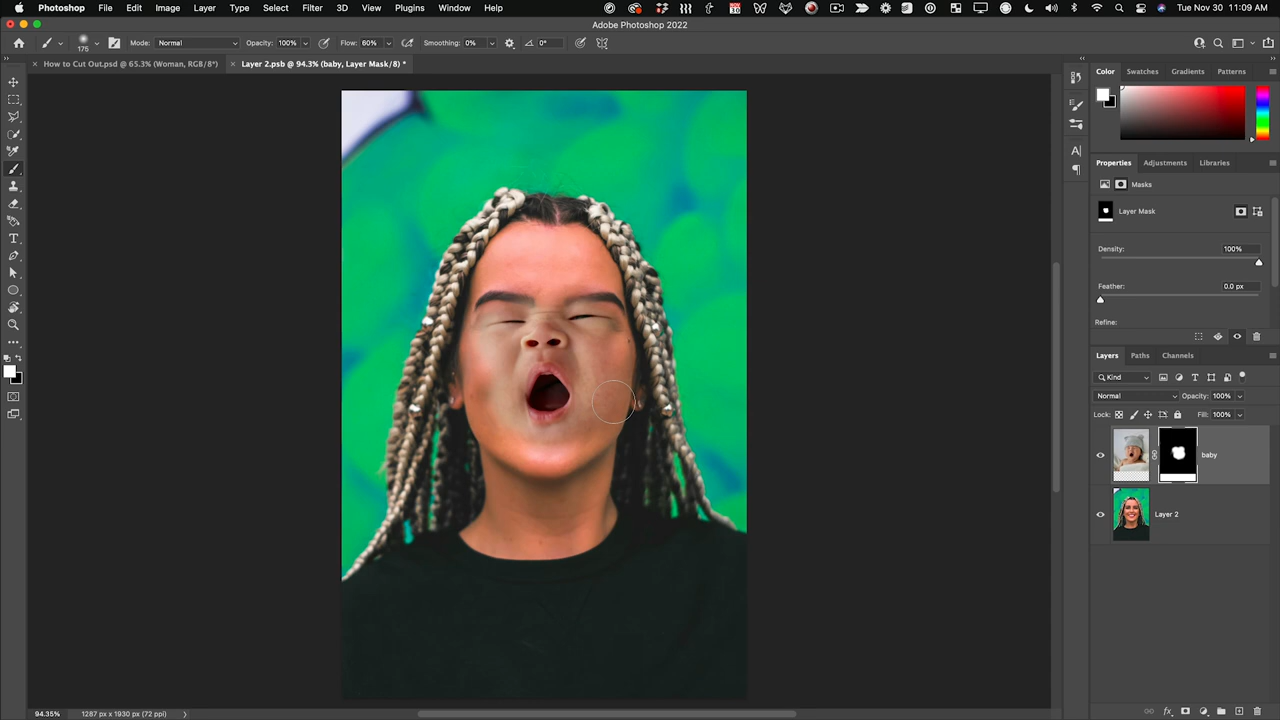 Photoshop File Edit Image Layer Type Select Filter 3D View Plugins Window Help Tue Nov 30 11:09 AM
Adobe Photoshop 2022
175 Mode: Normal Opacity: 100% Flow: 60% Smoothing: 0% 0°
How to Cut Out.psd @ 65.3% (Woman, RGB/8*) Layer 2.psb @ 94.3% (baby, Layer Mask/8) *
Color Swatches Gradients Patterns
Properties Adjustments Libraries
Masks
Layer Mask
Density: 100%
Feather: 0.0 px
Refine:
Layers Paths Channels
Kind
Normal Opacity: 100%
Lock: Fill: 100%
baby
Layer 2
94.35% 1287 px x 1930 px (72 ppi)